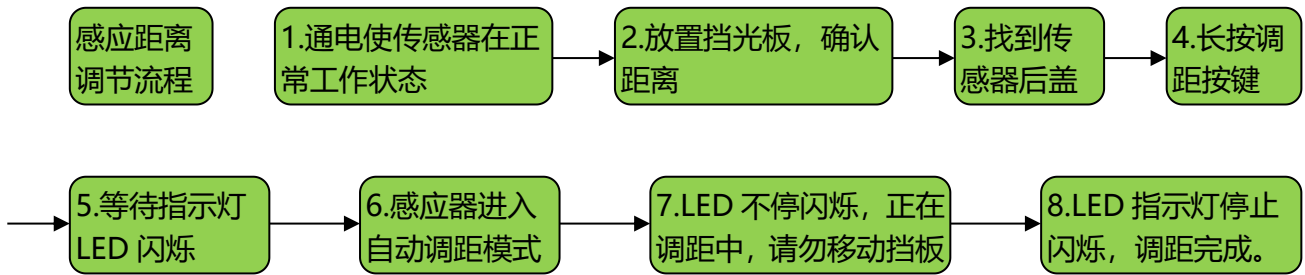 感应距离
调节流程
1.通电使传感器在正
常工作状态
2.放置挡光板，确认
距离
3.找到传
感器后盖
4.长按调
距按键
5.等待指示灯
LED 闪烁
6.感应器进入
自动调距模式
7.LED 不停闪烁，正在
调距中，请勿移动挡板
8.LED 指示灯停止
闪烁，调距完成。